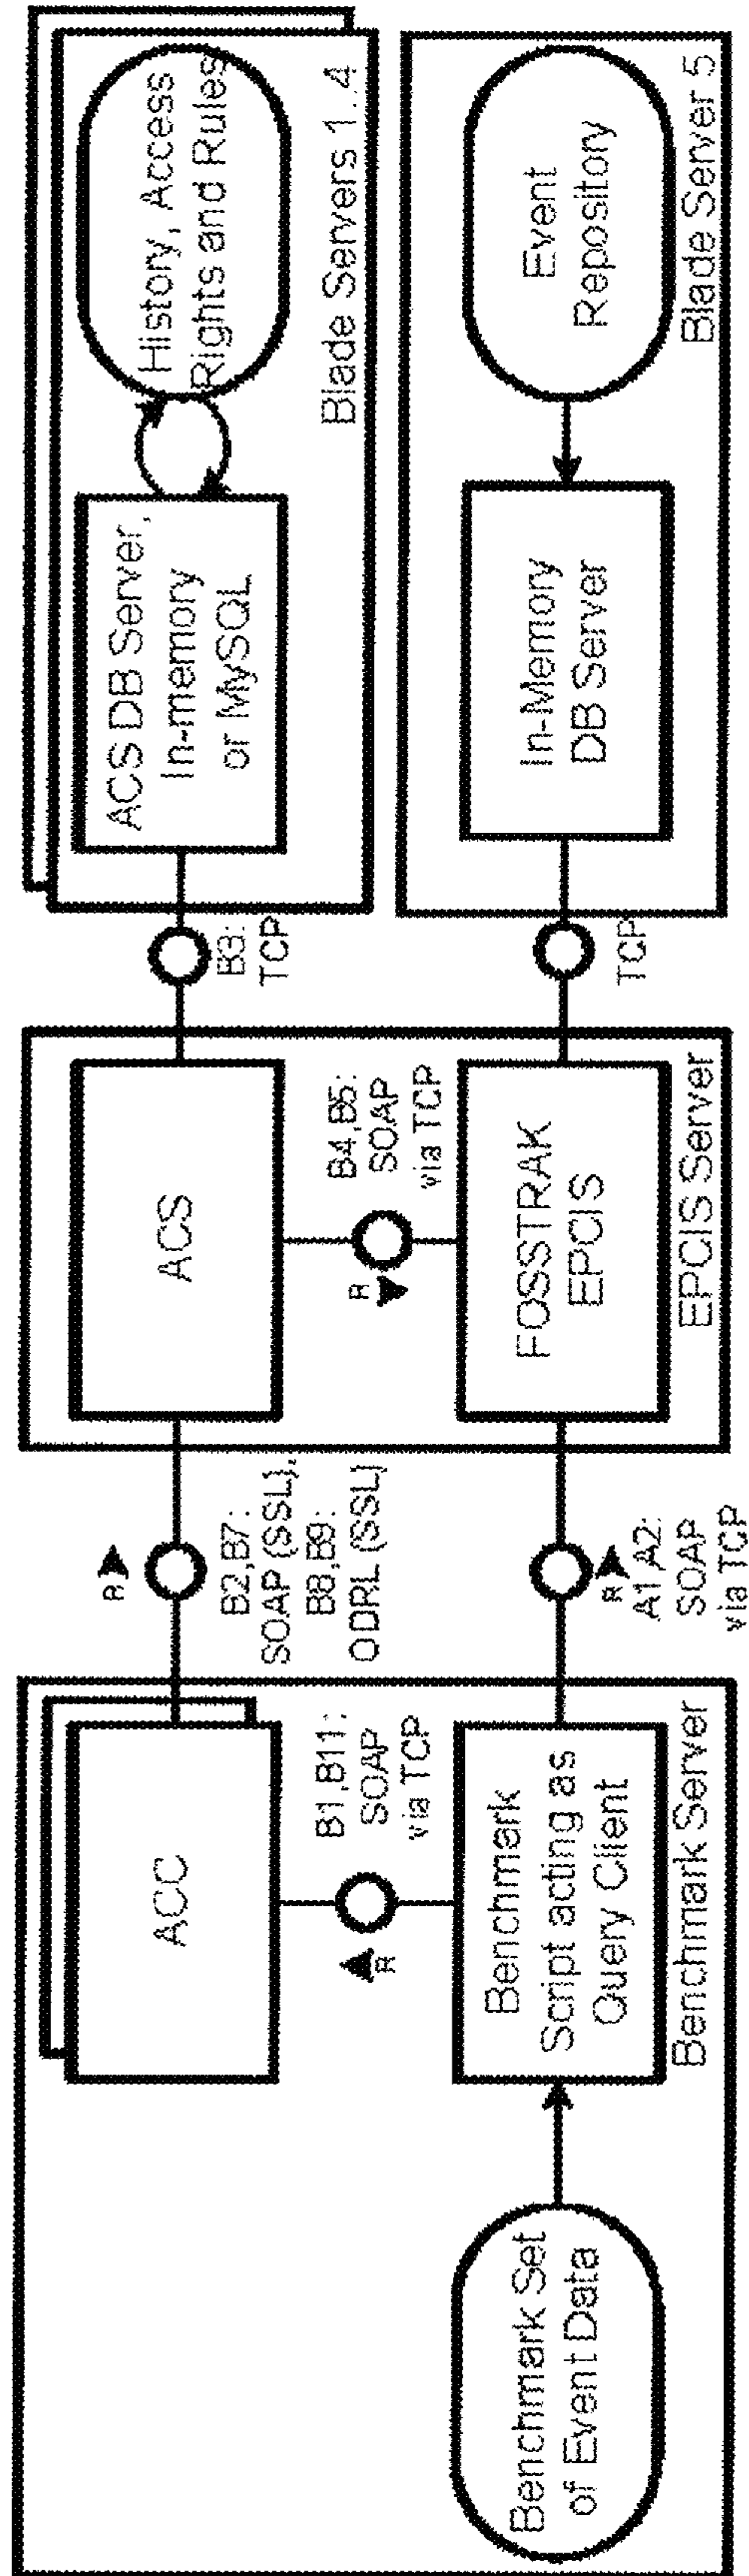 Benchmark Set
of Event Data
ACC
B1,B11:
SOAP
via TCP
R
Benchmark
Script acting as
Query Client
Benchmark Server
R
B2,B7:
SOAP (SSL),
B8,B9:
ODRL (SSL)
R
A1,A2:
SOAP
via TCP
ACS
B4,B5:
SOAP
via TCP
R
FOSSTRAK
EPCIS
EPCIS Server
B3:
TCP
TCP
ACS DB Server,
In-memory
or MySQL
History, Access
Rights and Rules
Blade Servers 1..4
In-Memory
DB Server
Event
Repository
Blade Server 5